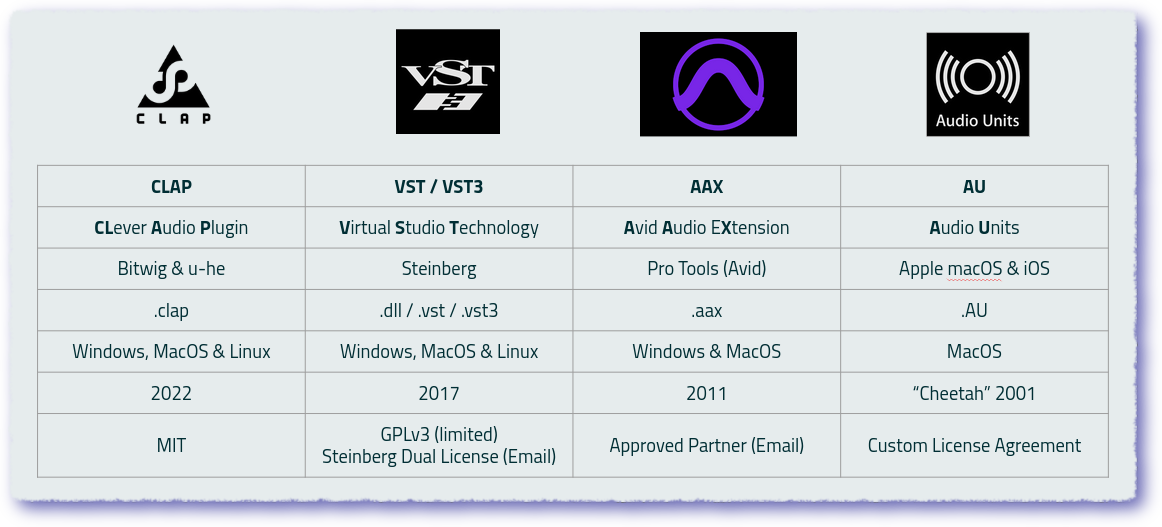 CLAP
VST
3
Audio Units
CLAP
VST / VST3
AAX
AU
CLever Audio Plugin
Virtual Studio Technology
Avid Audio EXtension
Audio Units
Bitwig & u-he
Steinberg
Pro Tools (Avid)
Apple macOS & iOS
.clap
.dll / .vst / .vst3
.aax
.AU
Windows, MacOS & Linux
Windows, MacOS & Linux
Windows & MacOS
MacOS
2022
2017
2011
“Cheetah” 2001
MIT
GPLv3 (limited)
Steinberg Dual License (Email)
Approved Partner (Email)
Custom License Agreement